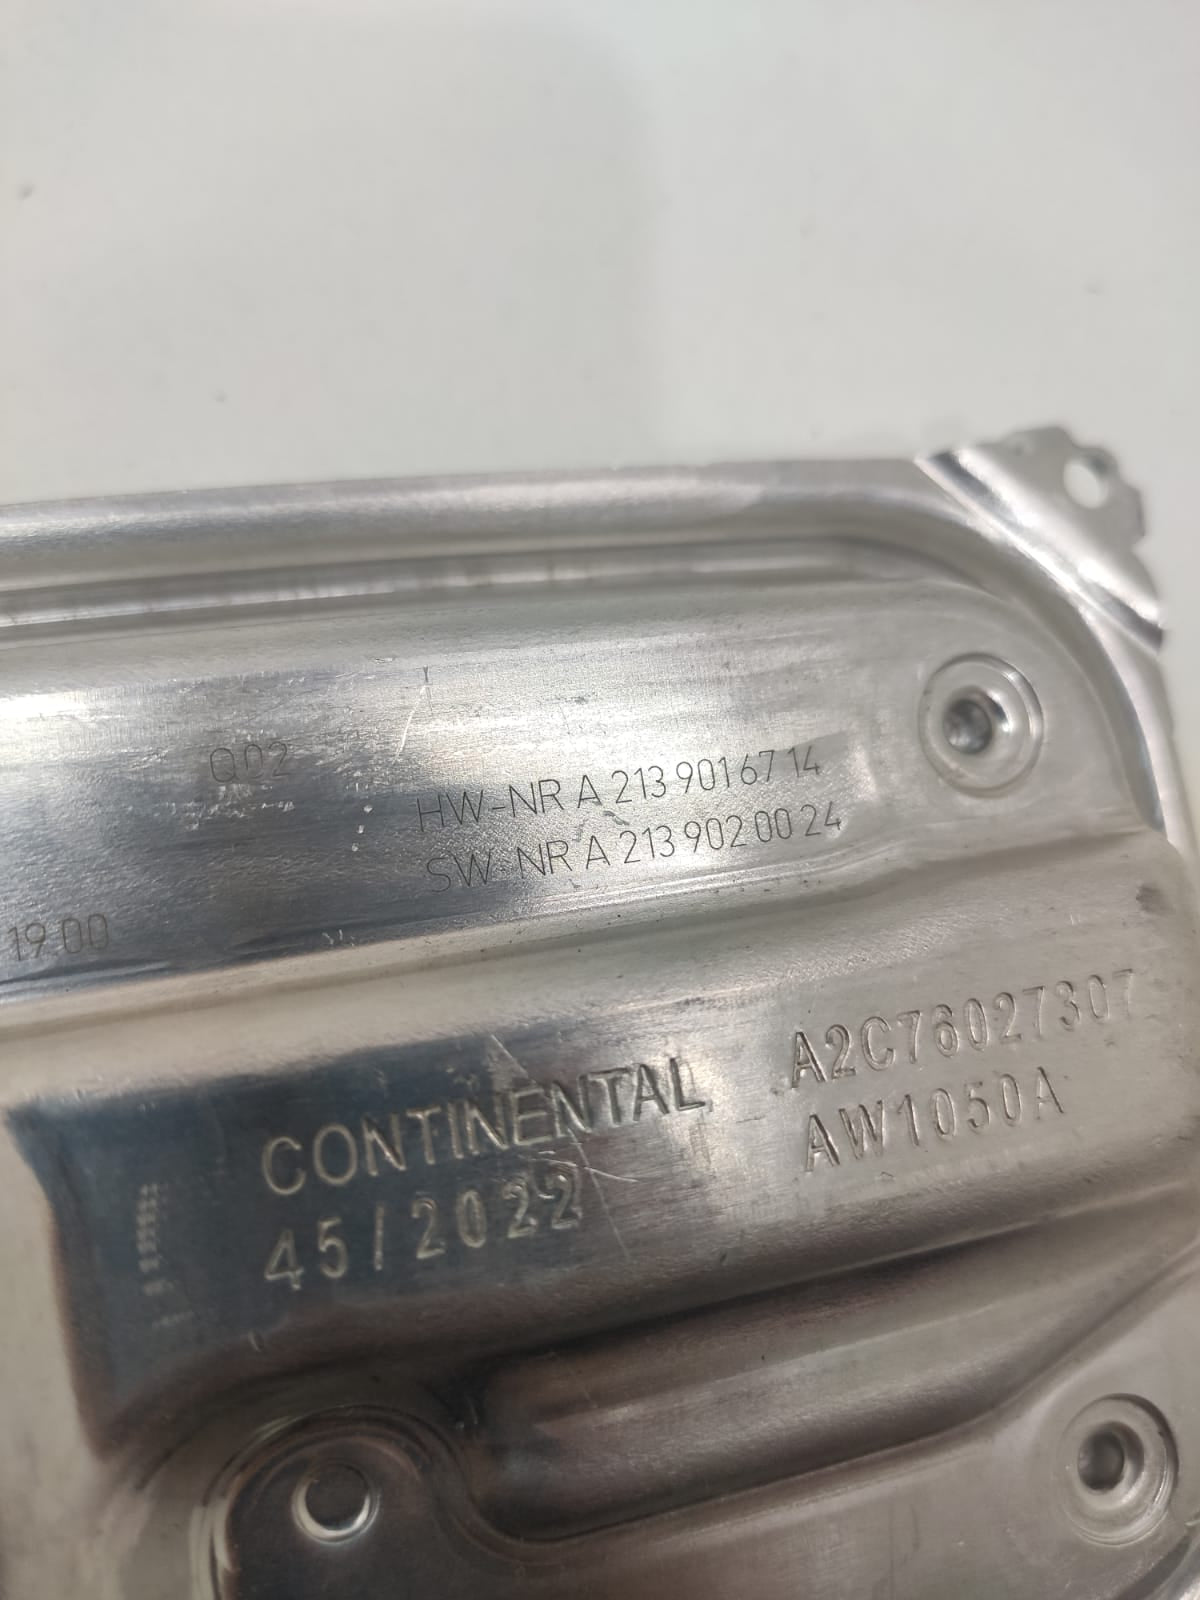 Q02
HW-NR A 213 901 67 14
SW-NR A 213 902 00 24
19.00
A2C76027307
CONTINENTAL
AW1050A
45/2022